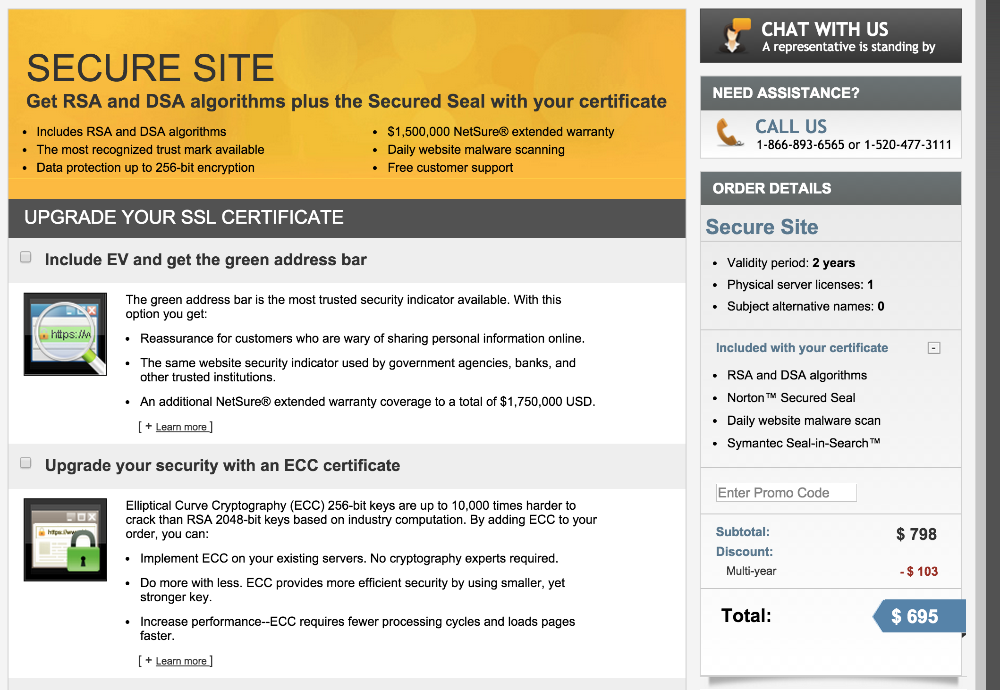 SECURE SITE
Get RSA and DSA algorithms plus the Secured Seal with your certificate
• Includes RSA and DSA algorithms
• The most recognized trust mark available
• Data protection up to 256-bit encryption
• $1,500,000 NetSure® extended warranty
• Daily website malware scanning
• Free customer support
UPGRADE YOUR SSL CERTIFICATE
Include EV and get the green address bar
https://w
The green address bar is the most trusted security indicator available. With this
option you get:
• Reassurance for customers who are wary of sharing personal information online.
• The same website security indicator used by government agencies, banks, and
other trusted institutions.
• An additional NetSure® extended warranty coverage to a total of $1,750,000 USD.
[ + Learn more ]
Upgrade your security with an ECC certificate
https://www
Elliptical Curve Cryptography (ECC) 256-bit keys are up to 10,000 times harder to
crack than RSA 2048-bit keys based on industry computation. By adding ECC to your
order, you can:
• Implement ECC on your existing servers. No cryptography experts required.
• Do more with less. ECC provides more efficient security by using smaller, yet
stronger key.
• Increase performance--ECC requires fewer processing cycles and loads pages
faster.
[ + Learn more ]
CHAT WITH US
A representative is standing by
NEED ASSISTANCE?
CALL US
1-866-893-6565 or 1-520-477-3111
ORDER DETAILS
Secure Site
• Validity period: 2 years
• Physical server licenses: 1
• Subject alternative names: 0
Included with your certificate -
• RSA and DSA algorithms
• Norton™ Secured Seal
• Daily website malware scan
• Symantec Seal-in-Search™
Enter Promo Code
Subtotal: $ 798
Discount:
Multi-year - $ 103
Total: $ 695